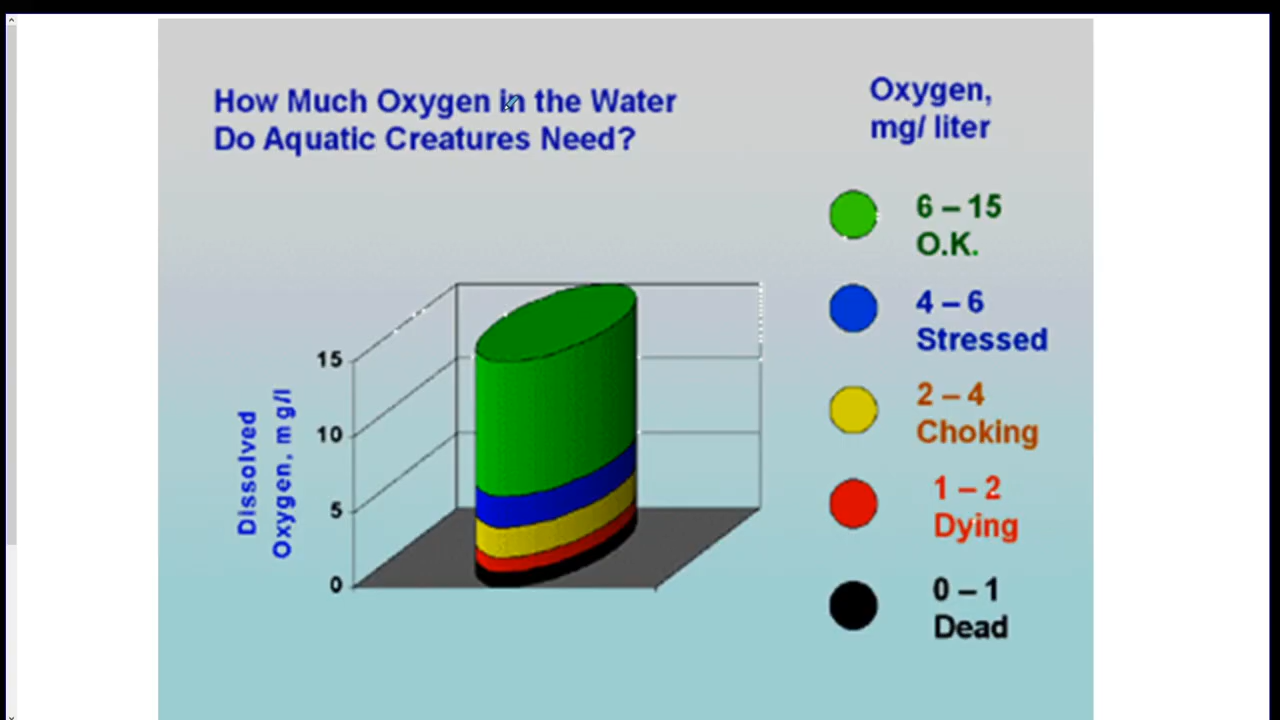 How Much Oxygen in the Water
Do Aquatic Creatures Need?
Oxygen,
mg/ liter
6 – 15
O.K.
4 – 6
Stressed
2 – 4
Choking
1 – 2
Dying
0 – 1
Dead
15
10
5
0
Dissolved
Oxygen, mg/l